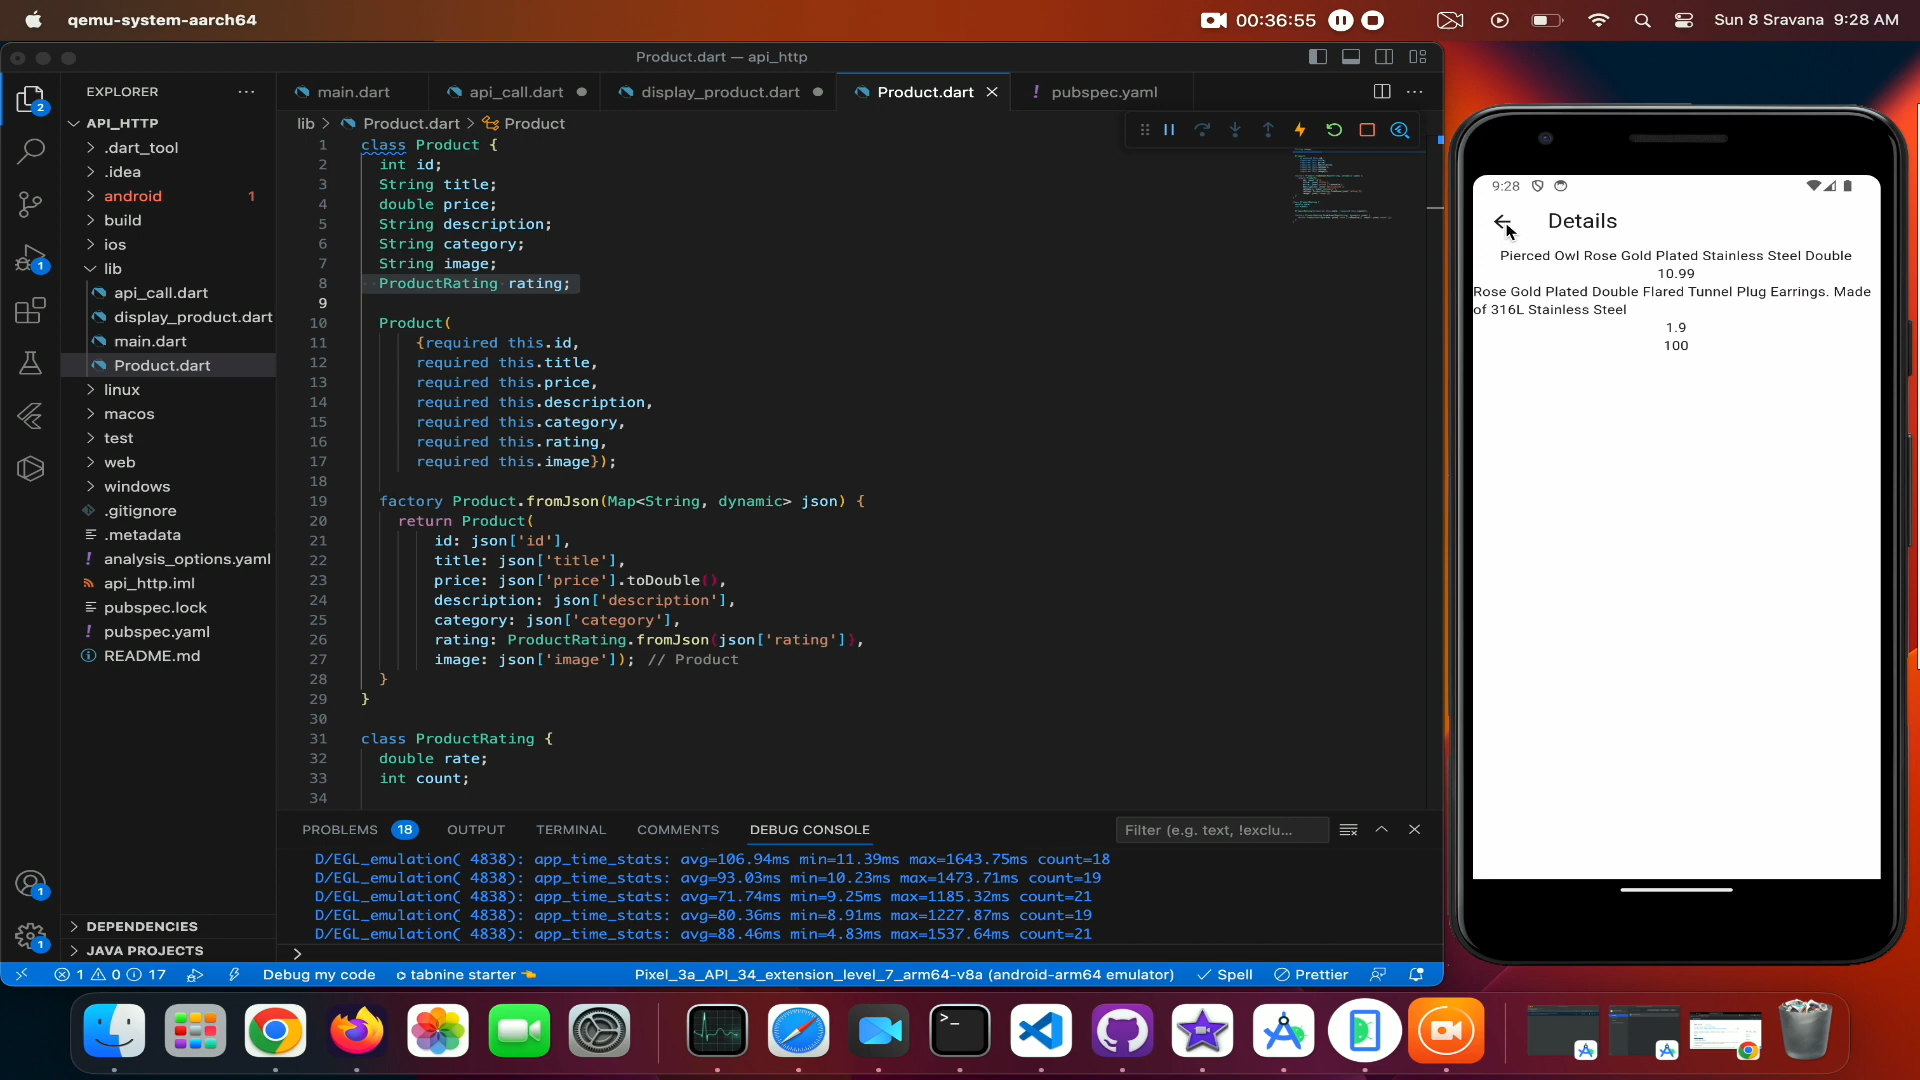 qemu-system-aarch64
00:36:55
Sun 8 Sravana 9:28 AM
Product.dart — api_http
EXPLORER
main.dart
api_call.dart
display_product.dart
Product.dart
pubspec.yaml
API_HTTP
lib > Product.dart > Product
.dart_tool
.idea
android 1
build
ios
lib
api_call.dart
display_product.dart
main.dart
Product.dart
linux
macos
test
web
windows
.gitignore
.metadata
analysis_options.yaml
api_http.iml
pubspec.lock
pubspec.yaml
README.md
DEPENDENCIES
JAVA PROJECTS
1 class Product {
2 int id;
3 String title;
4 double price;
5 String description;
6 String category;
7 String image;
8 ProductRating rating;
9
10 Product(
11 {required this.id,
12 required this.title,
13 required this.price,
14 required this.description,
15 required this.category,
16 required this.rating,
17 required this.image});
18
19 factory Product.fromJson(Map<String, dynamic> json) {
20 return Product(
21 id: json['id'],
22 title: json['title'],
23 price: json['price'].toDouble(),
24 description: json['description'],
25 category: json['category'],
26 rating: ProductRating.fromJson(json['rating']),
27 image: json['image']); // Product
28 }
29 }
30
31 class ProductRating {
32 double rate;
33 int count;
34
PROBLEMS 18 OUTPUT TERMINAL COMMENTS DEBUG CONSOLE Filter (e.g. text, !exclu...
D/EGL_emulation( 4838): app_time_stats: avg=106.94ms min=11.39ms max=1643.75ms count=18
D/EGL_emulation( 4838): app_time_stats: avg=93.03ms min=10.23ms max=1473.71ms count=19
D/EGL_emulation( 4838): app_time_stats: avg=71.74ms min=9.25ms max=1185.32ms count=21
D/EGL_emulation( 4838): app_time_stats: avg=80.36ms min=8.91ms max=1227.87ms count=19
D/EGL_emulation( 4838): app_time_stats: avg=88.46ms min=4.83ms max=1537.64ms count=21
>
1 0 17 Debug my code tabnine starter Pixel_3a_API_34_extension_level_7_arm64-v8a (android-arm64 emulator) Spell Prettier
9:28
Details
Pierced Owl Rose Gold Plated Stainless Steel Double
10.99
Rose Gold Plated Double Flared Tunnel Plug Earrings. Made
of 316L Stainless Steel
1.9
100
2
1
1
1